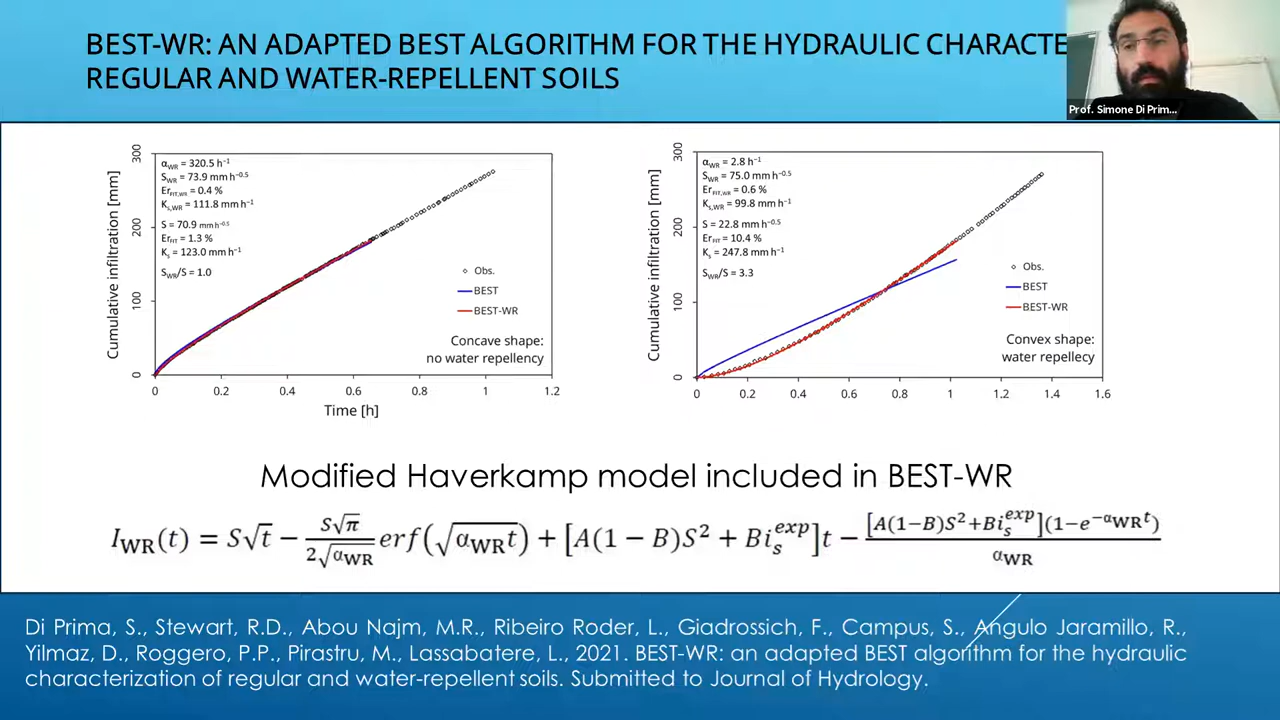 BEST-WR: AN ADAPTED BEST ALGORITHM FOR THE HYDRAULIC CHARACTE
REGULAR AND WATER-REPELLENT SOILS
Prof. Simone Di Prim...
Cumulative infiltration [mm]
300
200
100
0
αWR = 320.5 h⁻¹
SWR = 73.9 mm h⁻⁰·⁵
ErFIT,WR = 0.4 %
Ks,WR = 111.8 mm h⁻¹
S = 70.9 mm h⁻⁰·⁵
ErFIT = 1.3 %
Ks = 123.0 mm h⁻¹
SWR/S = 1.0
Obs.
BEST
BEST-WR
Concave shape:
no water repellency
0 0.2 0.4 0.6 0.8 1 1.2
Time [h]
Cumulative infiltration [mm]
300
200
100
0
αWR = 2.8 h⁻¹
SWR = 75.0 mm h⁻⁰·⁵
ErFIT,WR = 0.6 %
Ks,WR = 99.8 mm h⁻¹
S = 22.8 mm h⁻⁰·⁵
ErFIT = 10.4 %
Ks = 247.8 mm h⁻¹
SWR/S = 3.3
Obs.
BEST
BEST-WR
Convex shape:
water repellecy
0 0.2 0.4 0.6 0.8 1 1.2 1.4 1.6
Modified Haverkamp model included in BEST-WR
I_WR(t) = S√t − (S√π)/(2√α_WR) erf(√(α_WR t)) + [A(1 − B)S² + Bi_s^exp]t − ([A(1−B)S²+Bi_s^exp](1−e^(−α_WR t)))/α_WR
Di Prima, S., Stewart, R.D., Abou Najm, M.R., Ribeiro Roder, L., Giadrossich, F., Campus, S., Angulo Jaramillo, R.,
Yilmaz, D., Roggero, P.P., Pirastru, M., Lassabatere, L., 2021. BEST-WR: an adapted BEST algorithm for the hydraulic
characterization of regular and water-repellent soils. Submitted to Journal of Hydrology.